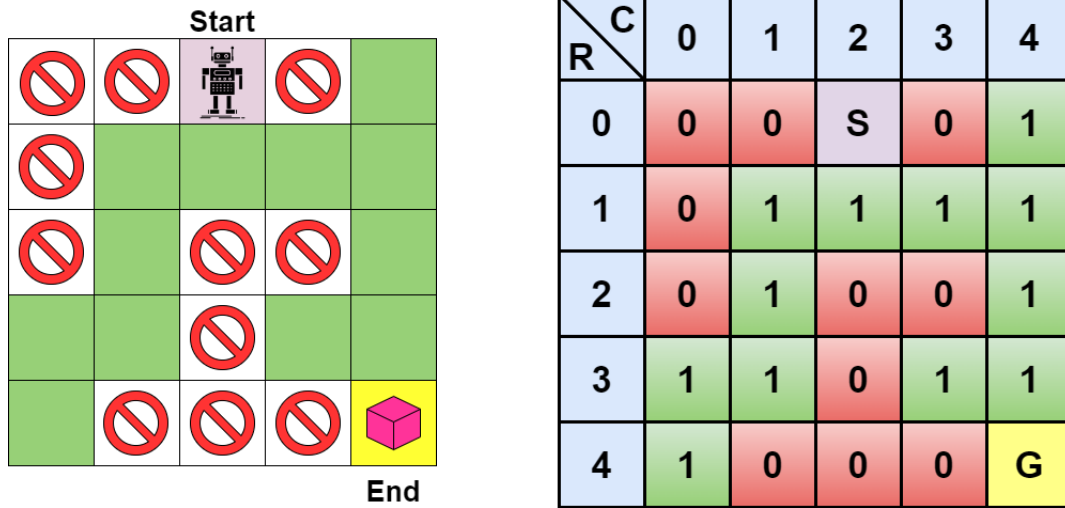 Start
End
C
R
0 1 2 3 4
0 0 0 S 0 1
1 0 1 1 1 1
2 0 1 0 0 1
3 1 1 0 1 1
4 1 0 0 0 G